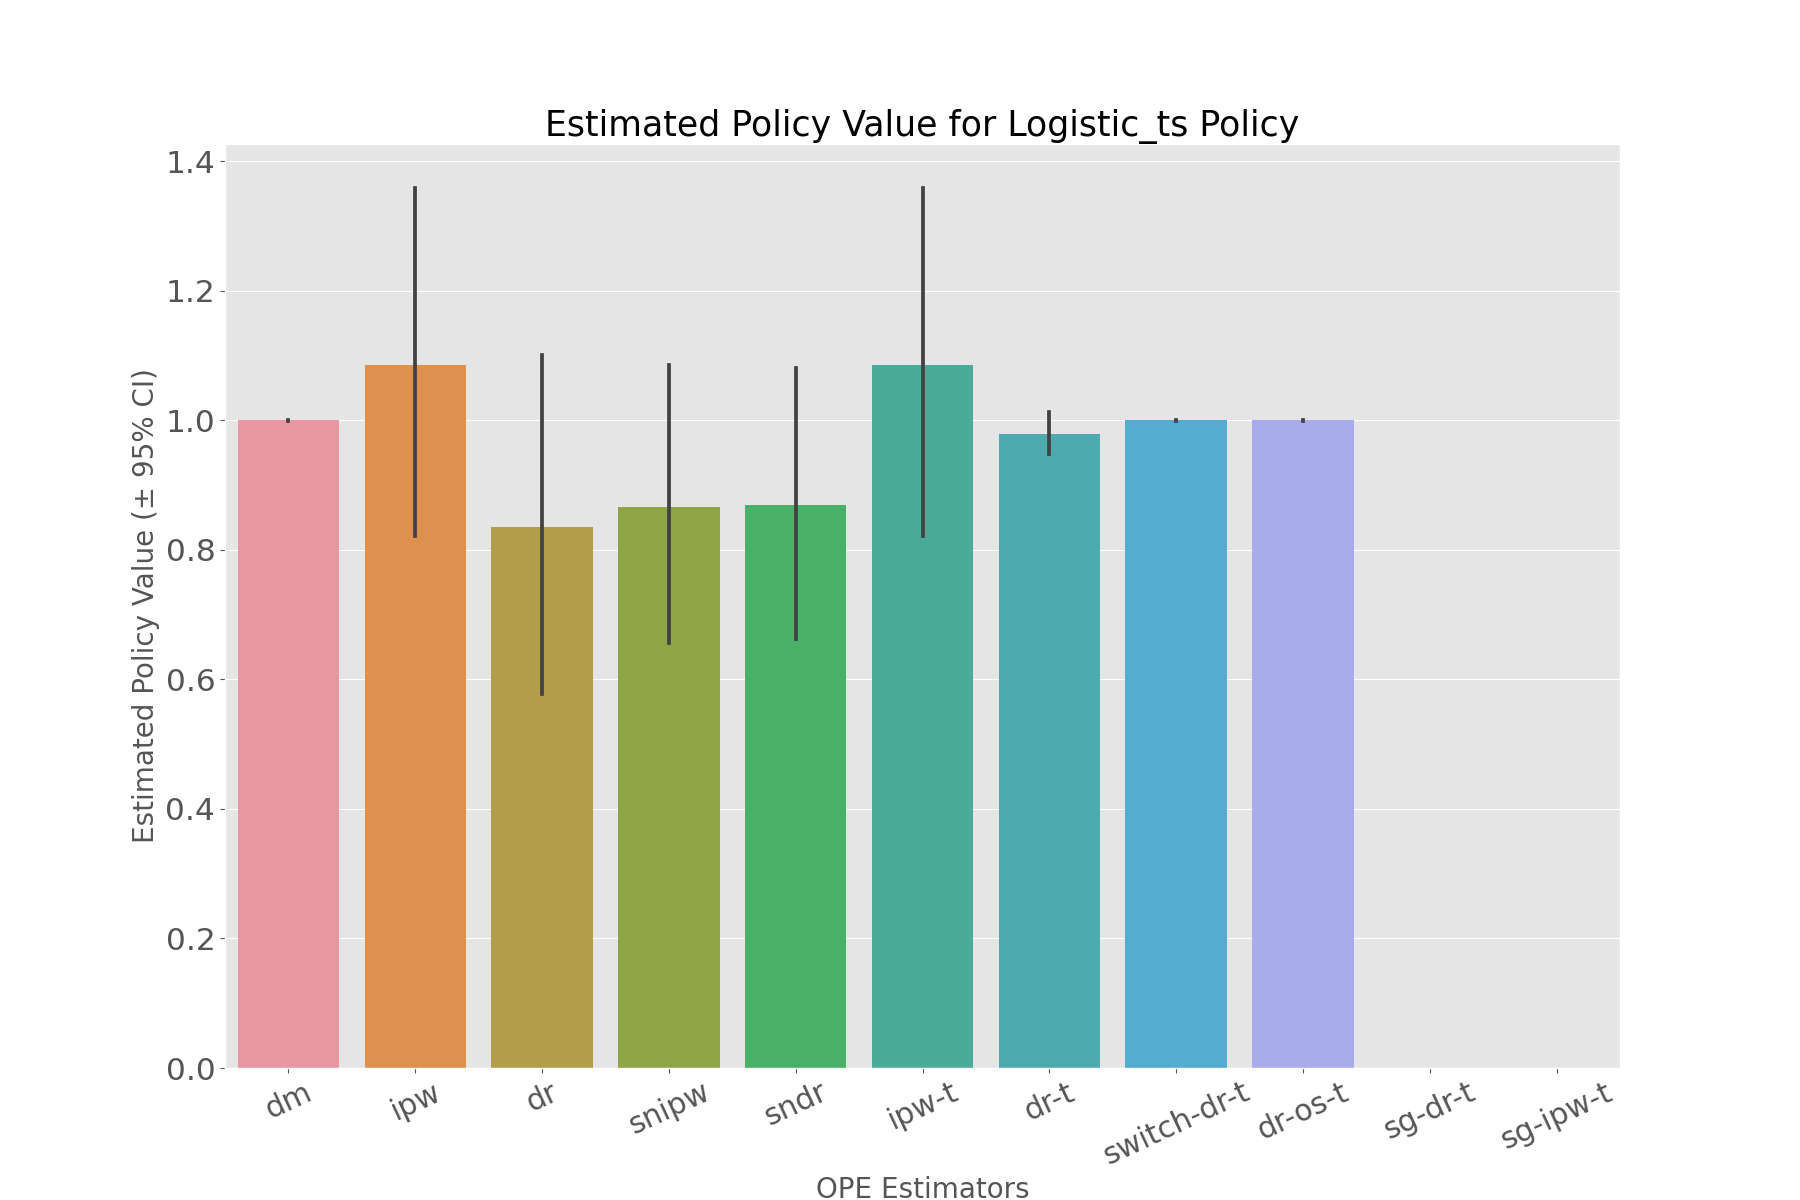 Estimated Policy Value for Logistic_ts Policy
Estimated Policy Value (± 95% CI)
1.4
1.2
1.0
0.8
0.6
0.4
0.2
0.0
dm
ipw
dr
snipw
sndr
ipw-t
dr-t
switch-dr-t
dr-os-t
sg-dr-t
sg-ipw-t
OPE Estimators